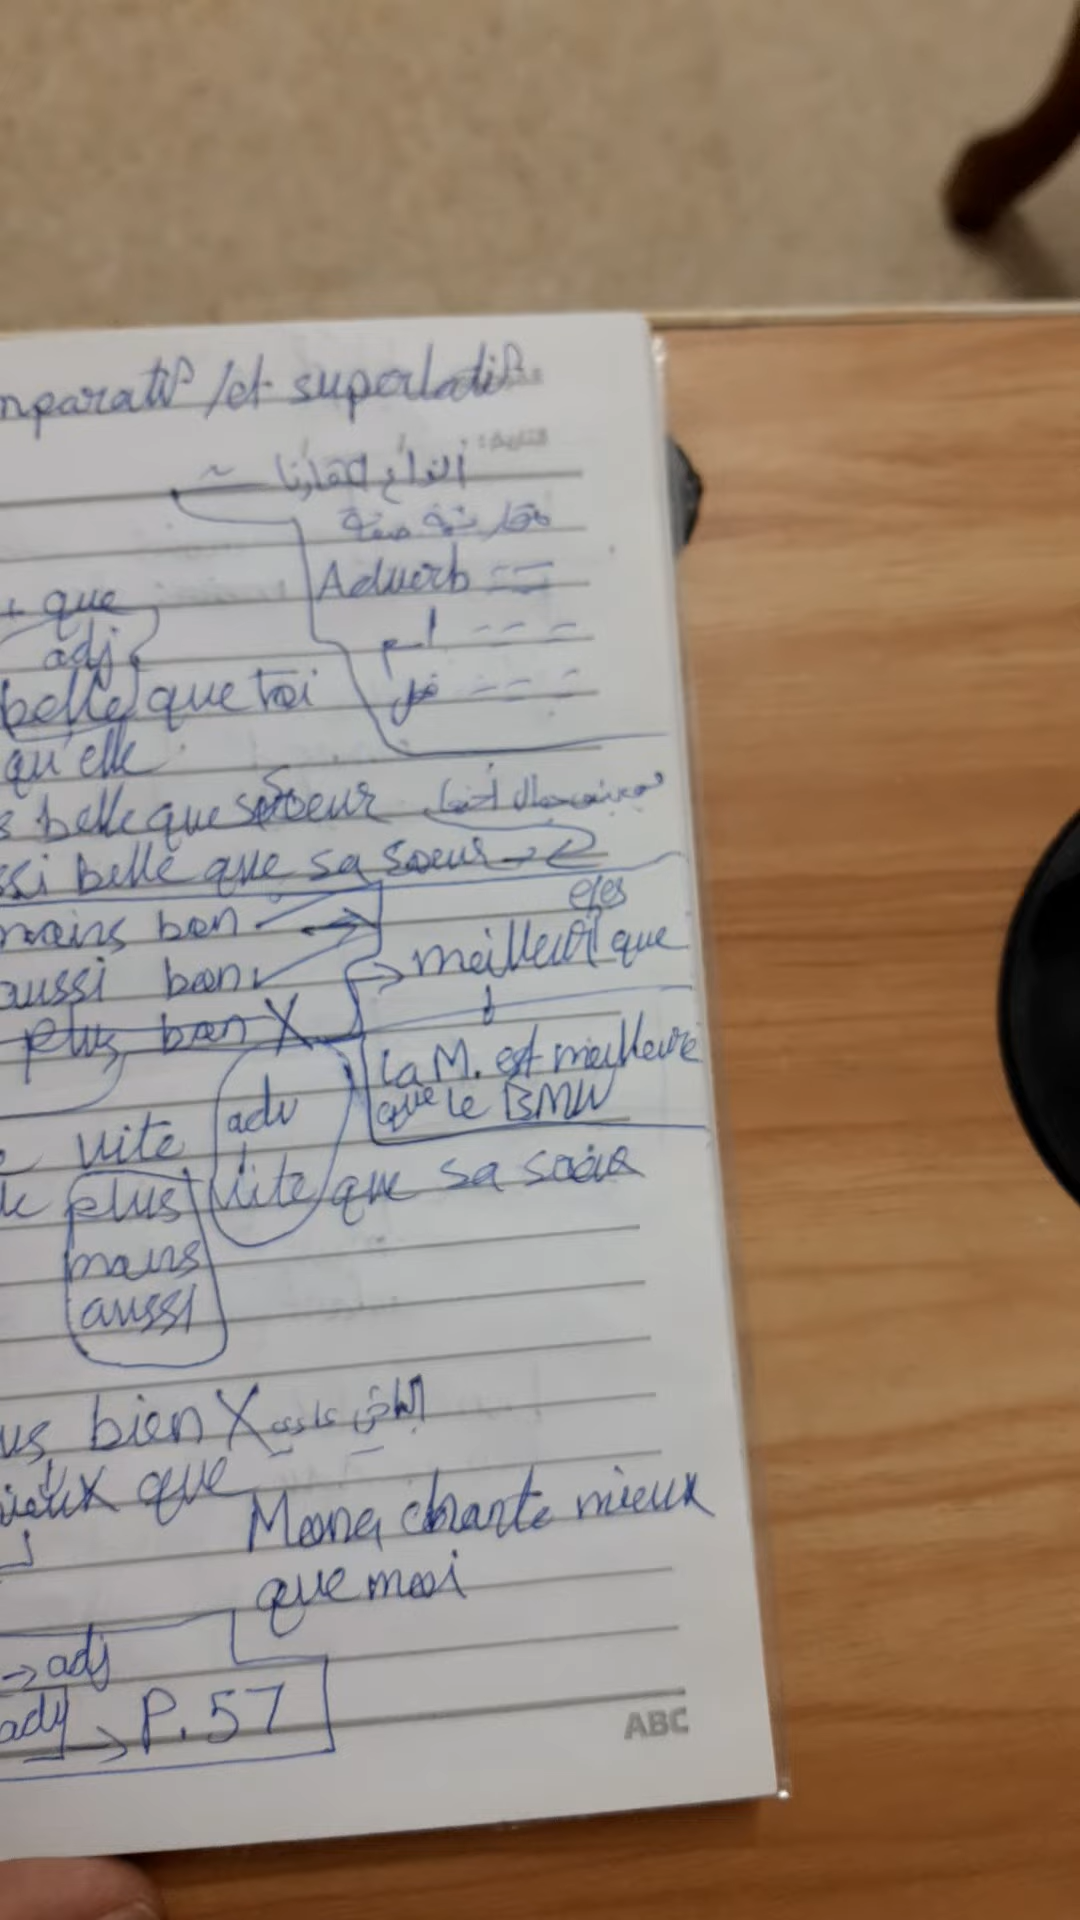 mparatif /et superlatif
أنواع المقارنا
مقارنة صفة
Adverb
+ que
adj
اسم
فعل
belle que toi
qu'elle
s belle que soeur
ssi belle que sa soeur → 2
moins bon
e/es
aussi bon
→ meilleur que
plus bon X
La M. est meilleure
que le BMW
adv
vite
plus vite que sa soeur
moins
aussi
us bien X
ieux que
Mona chante mieux
que moi
→ adj
adv → P.57
ABC